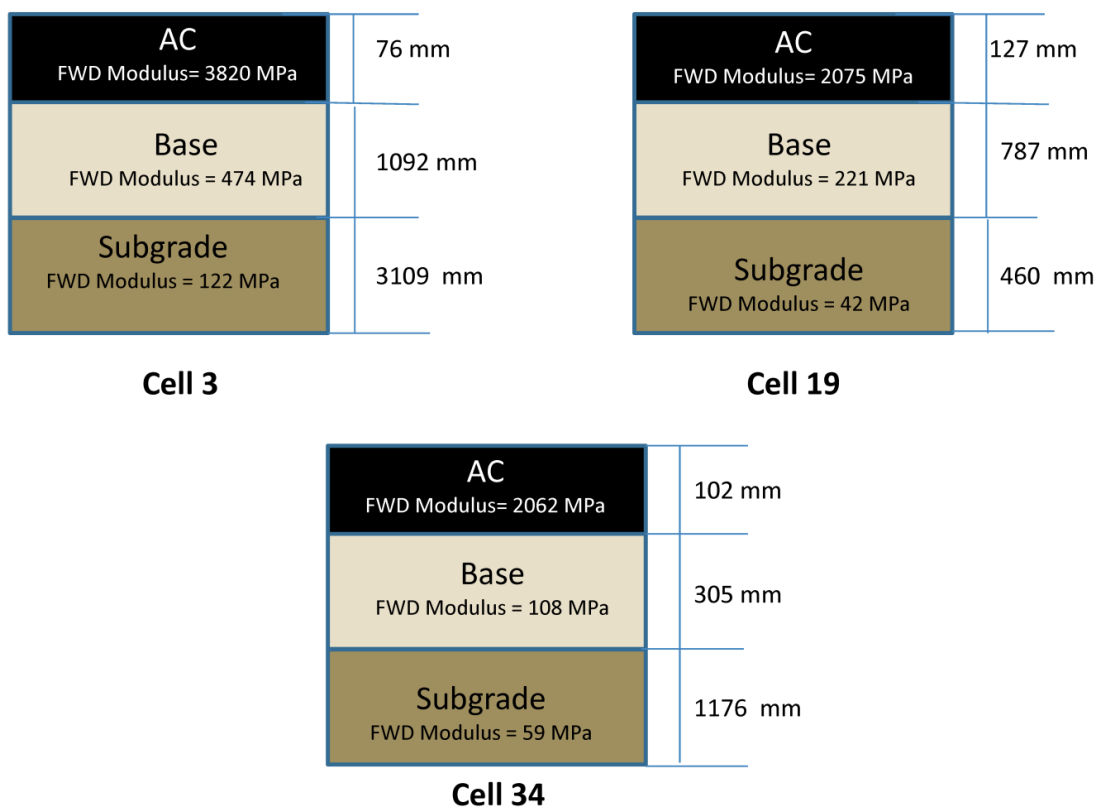 AC
FWD Modulus= 3820 MPa
76 mm
Base
FWD Modulus = 474 MPa
1092 mm
Subgrade
FWD Modulus = 122 MPa
3109 mm
Cell 3
AC
FWD Modulus= 2075 MPa
127 mm
Base
FWD Modulus = 221 MPa
787 mm
Subgrade
FWD Modulus = 42 MPa
460 mm
Cell 19
AC
FWD Modulus= 2062 MPa
102 mm
Base
FWD Modulus = 108 MPa
305 mm
Subgrade
FWD Modulus = 59 MPa
1176 mm
Cell 34